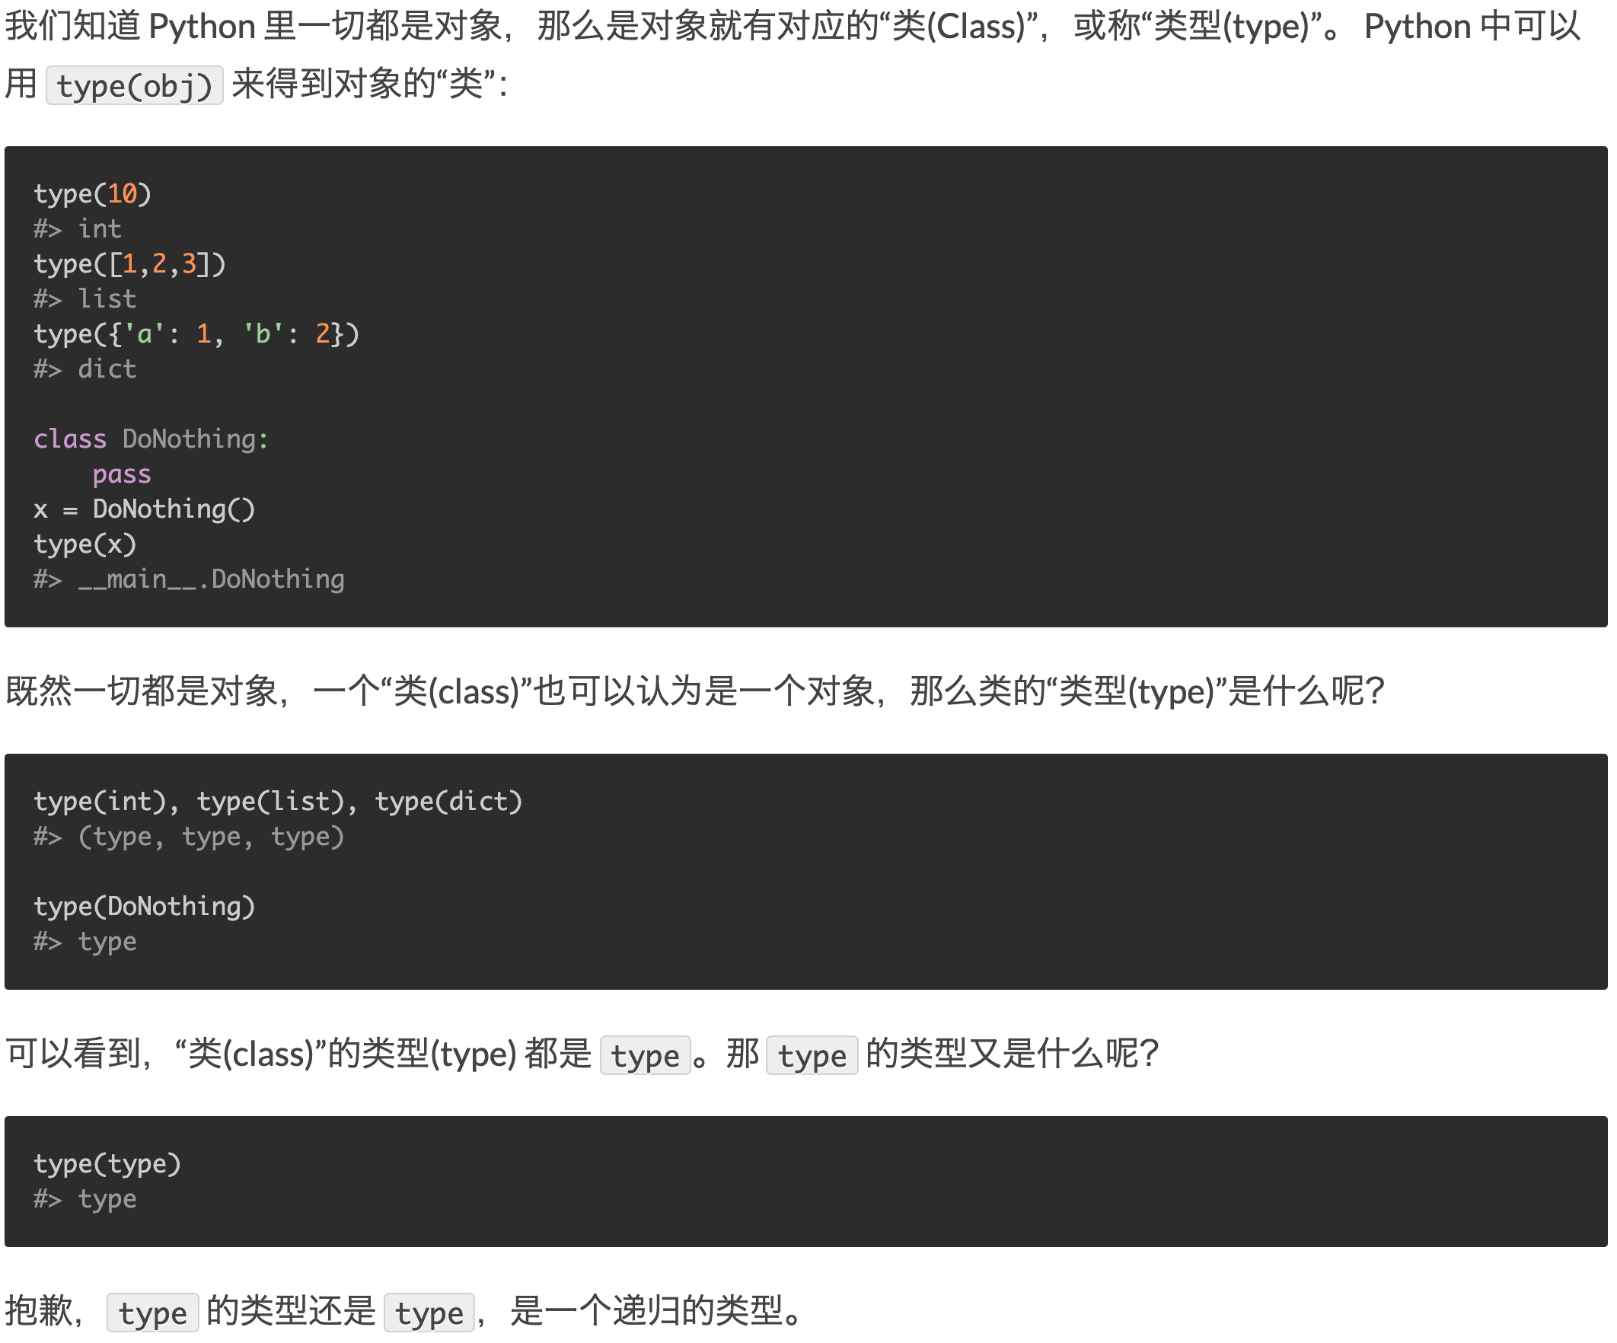 我们知道 Python 里一切都是对象，那么是对象就有对应的“类(Class)”，或称“类型(type)”。 Python 中可以
用 type(obj) 来得到对象的“类”：
type(10)
#> int
type([1,2,3])
#> list
type({'a': 1, 'b': 2})
#> dict
class DoNothing:
    pass
x = DoNothing()
type(x)
#> __main__.DoNothing
既然一切都是对象，一个“类(class)”也可以认为是一个对象，那么类的“类型(type)”是什么呢？
type(int), type(list), type(dict)
#> (type, type, type)
type(DoNothing)
#> type
可以看到，“类(class)”的类型(type) 都是 type。那 type 的类型又是什么呢？
type(type)
#> type
抱歉，type 的类型还是 type，是一个递归的类型。